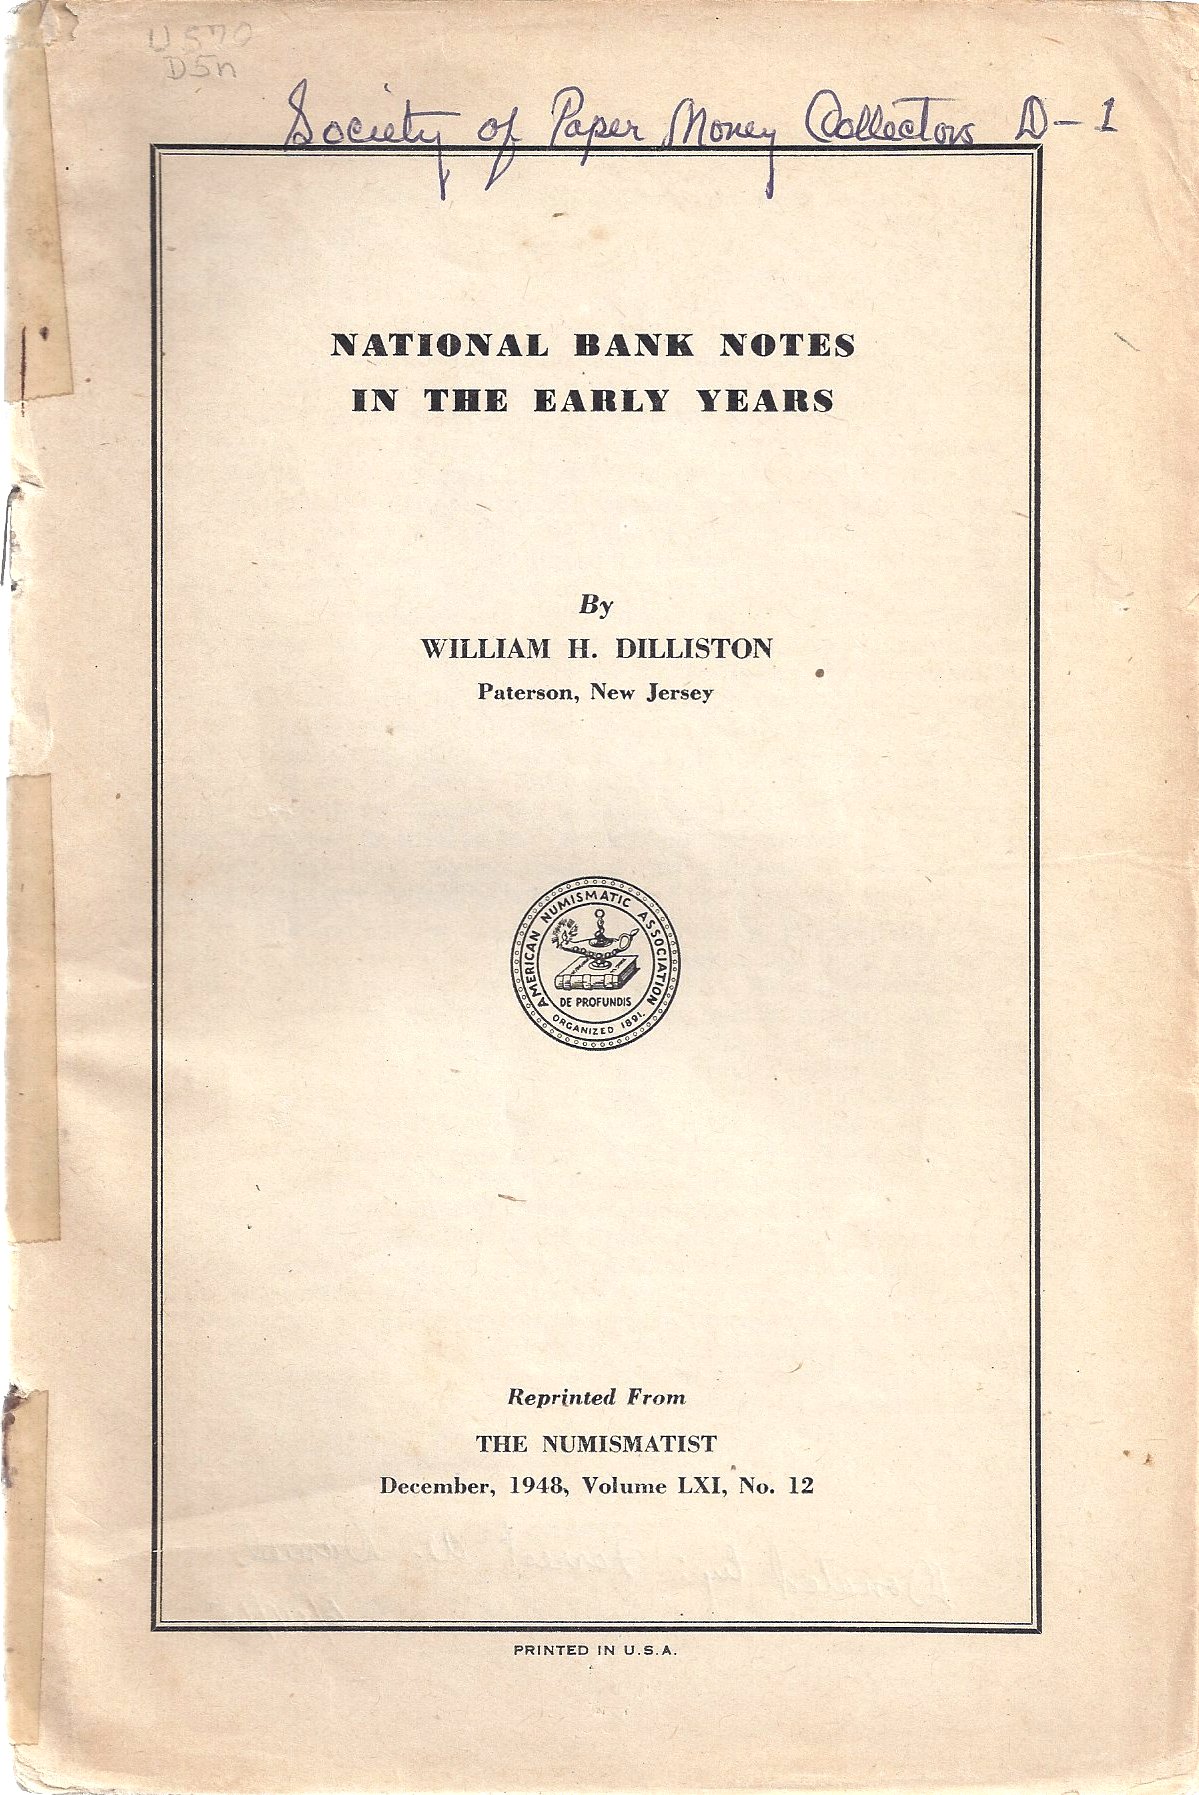 U570
D5n
Society of Paper Money Collectors D-1
NATIONAL BANK NOTES
IN THE EARLY YEARS
By
WILLIAM H. DILLISTON
Paterson, New Jersey
AMERICAN NUMISMATIC ASSOCIATION
DE PROFUNDIS
ORGANIZED 1891.
Reprinted From
THE NUMISMATIST
December, 1948, Volume LXI, No. 12
PRINTED IN U.S.A.